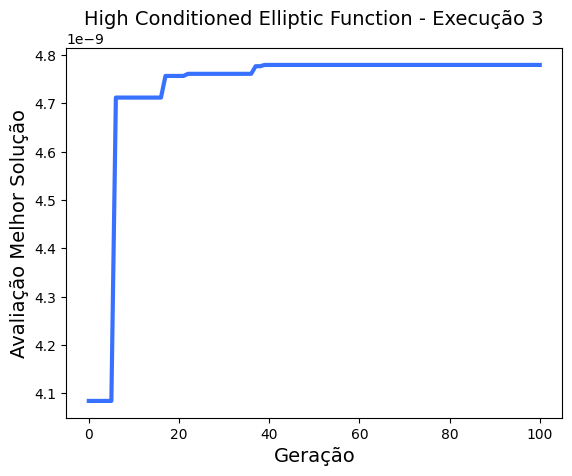 High Conditioned Elliptic Function - Execução 3
1e−9
4.8
4.7
4.6
4.5
4.4
4.3
4.2
4.1
Avaliação Melhor Solução
0 20 40 60 80 100
Geração